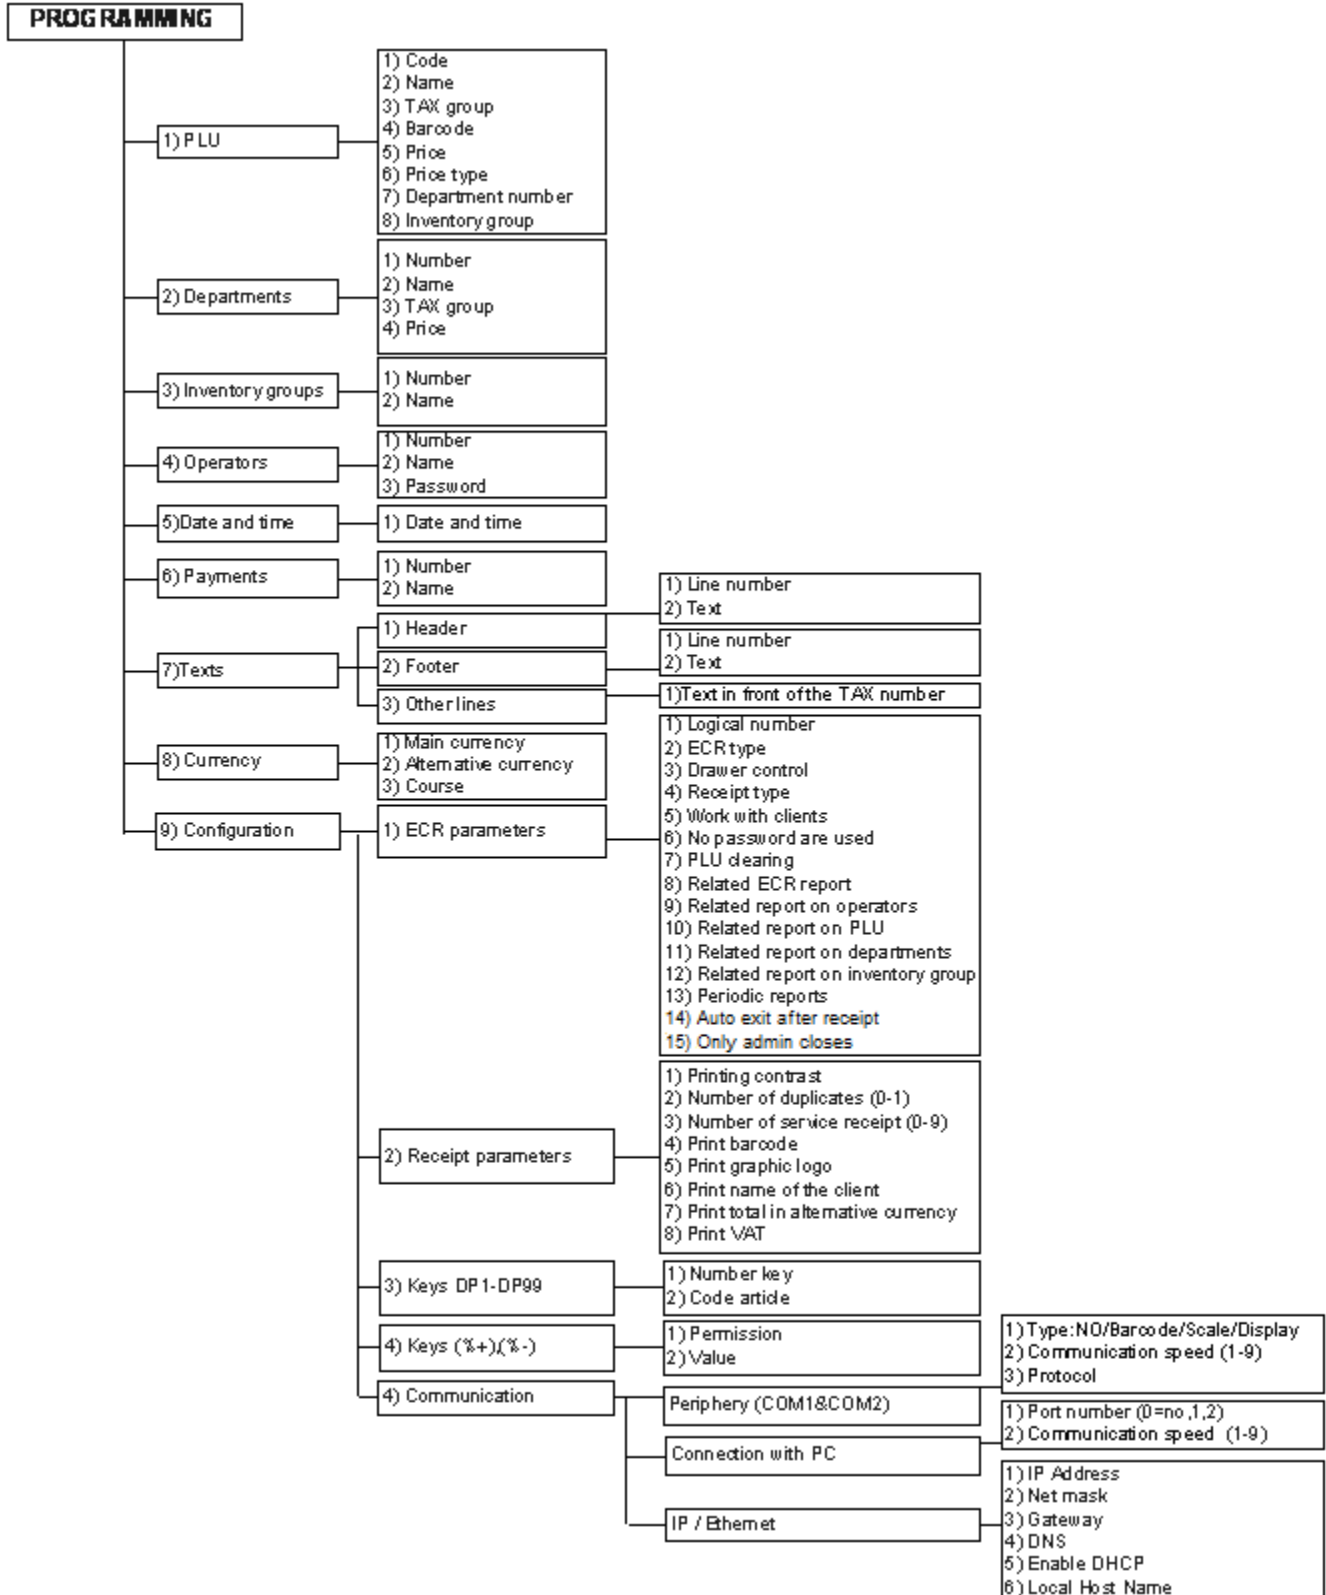 PROGRAMMING
1) PLU
1) Code
2) Name
3) TAX group
4) Barcode
5) Price
6) Price type
7) Department number
8) Inventory group
2) Departments
1) Number
2) Name
3) TAX group
4) Price
3) Inventory groups
1) Number
2) Name
4) Operators
1) Number
2) Name
3) Password
5)Date and time
1) Date and time
6) Payments
1) Number
2) Name
7)Texts
1) Header
1) Line number
2) Text
2) Footer
1) Line number
2) Text
3) Other lines
1)Text in front of the TAX number
8) Currency
1) Main currency
2) Alternative currency
3) Course
9) Configuration
1) ECR parameters
1) Logical number
2) ECR type
3) Drawer control
4) Receipt type
5) Work with clients
6) No password are used
7) PLU clearing
8) Related ECR report
9) Related report on operators
10) Related report on PLU
11) Related report on departments
12) Related report on inventory group
13) Periodic reports
14) Auto exit after receipt
15) Only admin closes
2) Receipt parameters
1) Printing contrast
2) Number of duplicates (0-1)
3) Number of service receipt (0-9)
4) Print barcode
5) Print graphic logo
6) Print name of the client
7) Print total in alternative currency
8) Print VAT
3) Keys DP1-DP99
1) Number key
2) Code article
4) Keys (%+),(%-)
1) Permission
2) Value
4) Communication
Periphery (COM1&COM2)
1) Type:NO/Barcode/Scale/Display
2) Communication speed (1-9)
3) Protocol
Connection with PC
1) Port number (0=no,1,2)
2) Communication speed (1-9)
IP / Ethernet
1) IP Address
2) Net mask
3) Gateway
4) DNS
5) Enable DHCP
6) Local Host Name